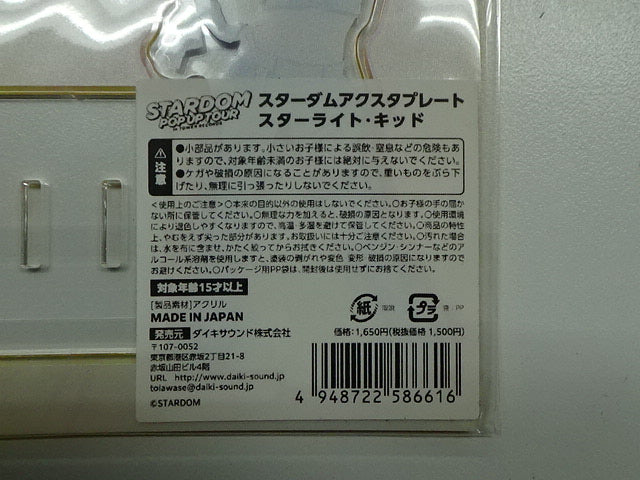 STARDOM
POP UP TOUR
スターダムアクスタプレート
スターライト・キッド
注意
●小部品があります。小さいお子様による誤飲・窒息などの危険もありますので、対象年齢未満のお子様には絶対に与えないでください。
●ケガや破損の原因になることがありますので、重いものをぶら下げたり、無理に引っ張ったりしないでください。
<使用上のご注意>○本来の目的以外の使用はしないでください。○お子様の手の届かない所に保管してください。○無理な力を加えると、破損の原因となります。○使用環境により退色しやすくなりますので、高温・多湿を避けて保管してください。○商品の特性上、やむをえず尖った部分があります。お取扱いには十分ご注意ください。○汚れた場合は、水を布に含ませ、かたく絞ってからお拭きください。○ベンジン・シンナーなどのアルコール系溶剤を使用しますと、塗装の剥がれや変色・変形・破損の原因になりますのでお避けください。○パッケージ用PP袋は、開封後は使用せずにお捨てください。
対象年齢15才以上
[製品素材]アクリル
MADE IN JAPAN
発売元 ダイキサウンド株式会社
〒107-0052
東京都港区赤坂2丁目21-8
赤坂山田ビル4階
URL http://www.daiki-sound.jp
toiawase@daiki-sound.jp
©STARDOM
紙
プラ
袋:PP
価格:1,650円(税抜価格1,500円)
4 948722 586616